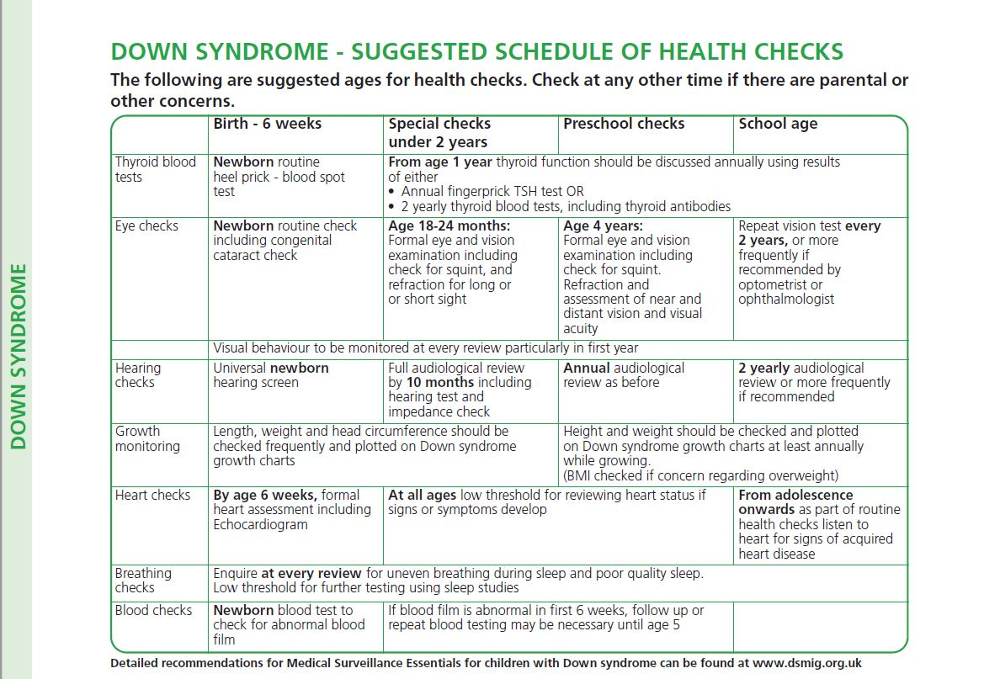 DOWN SYNDROME
DOWN SYNDROME - SUGGESTED SCHEDULE OF HEALTH CHECKS
The following are suggested ages for health checks. Check at any other time if there are parental or
other concerns.
Birth - 6 weeks
Special checks
under 2 years
Preschool checks
School age
Thyroid blood
tests
Newborn routine
heel prick - blood spot
test
From age 1 year thyroid function should be discussed annually using results
of either
• Annual fingerprick TSH test OR
• 2 yearly thyroid blood tests, including thyroid antibodies
Eye checks
Newborn routine check
including congenital
cataract check
Age 18-24 months:
Formal eye and vision
examination including
check for squint, and
refraction for long or
or short sight
Age 4 years:
Formal eye and vision
examination including
check for squint.
Refraction and
assessment of near and
distant vision and visual
acuity
Repeat vision test every
2 years, or more
frequently if
recommended by
optometrist or
ophthalmologist
Visual behaviour to be monitored at every review particularly in first year
Hearing
checks
Universal newborn
hearing screen
Full audiological review
by 10 months including
hearing test and
impedance check
Annual audiological
review as before
2 yearly audiological
review or more frequently
if recommended
Growth
monitoring
Length, weight and head circumference should be
checked frequently and plotted on Down syndrome
growth charts
Height and weight should be checked and plotted
on Down syndrome growth charts at least annually
while growing.
(BMI checked if concern regarding overweight)
Heart checks
By age 6 weeks, formal
heart assessment including
Echocardiogram
At all ages low threshold for reviewing heart status if
signs or symptoms develop
From adolescence
onwards as part of routine
health checks listen to
heart for signs of acquired
heart disease
Breathing
checks
Enquire at every review for uneven breathing during sleep and poor quality sleep.
Low threshold for further testing using sleep studies
Blood checks
Newborn blood test to
check for abnormal blood
film
If blood film is abnormal in first 6 weeks, follow up or
repeat blood testing may be necessary until age 5
Detailed recommendations for Medical Surveillance Essentials for children with Down syndrome can be found at www.dsmig.org.uk